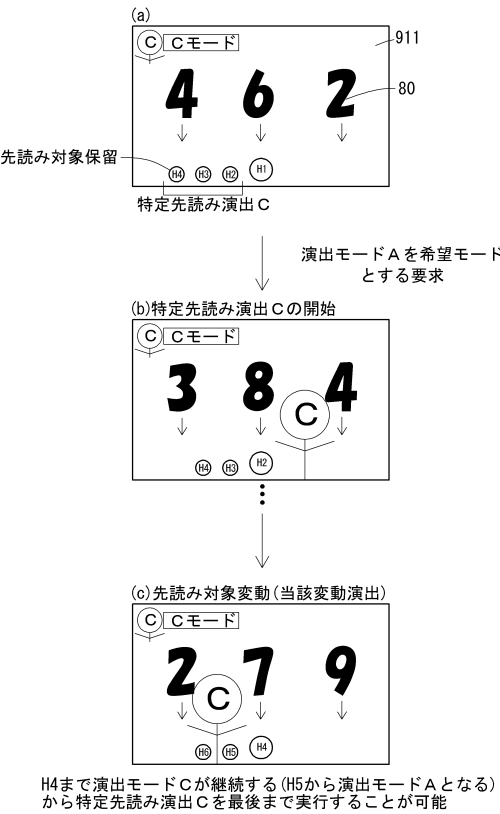 (a)
C Cモード
911
4 6 2
80
先読み対象保留
H4 H3 H2 H1
特定先読み演出C
演出モードAを希望モード
とする要求
(b)特定先読み演出Cの開始
C Cモード
3 8 4
C
H4 H3 H2
(c)先読み対象変動(当該変動演出)
C Cモード
2 7 9
C
H6 H5 H4
H4まで演出モードCが継続する(H5から演出モードAとなる)
から特定先読み演出Cを最後まで実行することが可能